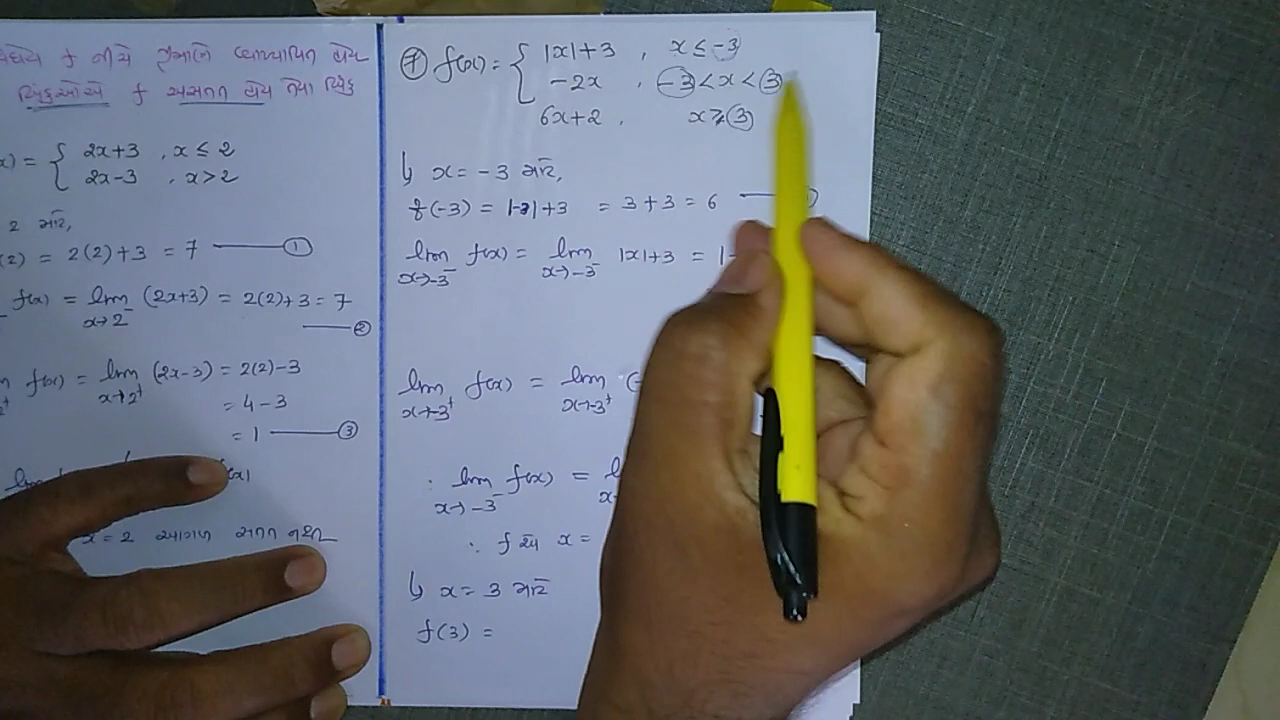 f નીચે પ્રમાણે વ્યાખ્યાયિત હોય
બિંદુઓએ f અસતત હોય તેવા બિંદુ
x) = { 2x+3 , x ≤ 2
2x-3 , x>2
2 માટે,
(2) = 2(2)+3 = 7 —— ①
f(x) = lim x→2⁻ (2x+3) = 2(2)+3 = 7
—— ②
f(x) = lim x→2⁺ (2x-3) = 2(2)-3
= 4-3
= 1 —— ③
x = 2 આગળ સતત નથી
⑦ f(x) = { |x|+3 , x ≤ -3
-2x , -3 < x < 3
6x+2 , x ≥ 3
↳ x = -3 માટે,
f(-3) = |-3|+3 = 3+3 = 6
lim x→-3⁻ f(x) = lim x→-3⁻ |x|+3 = |-
lim x→-3⁺ f(x) = lim x→-3⁺ (-
∴ lim x→-3⁻ f(x) =
∴ f એ x =
↳ x = 3 માટે
f(3) =